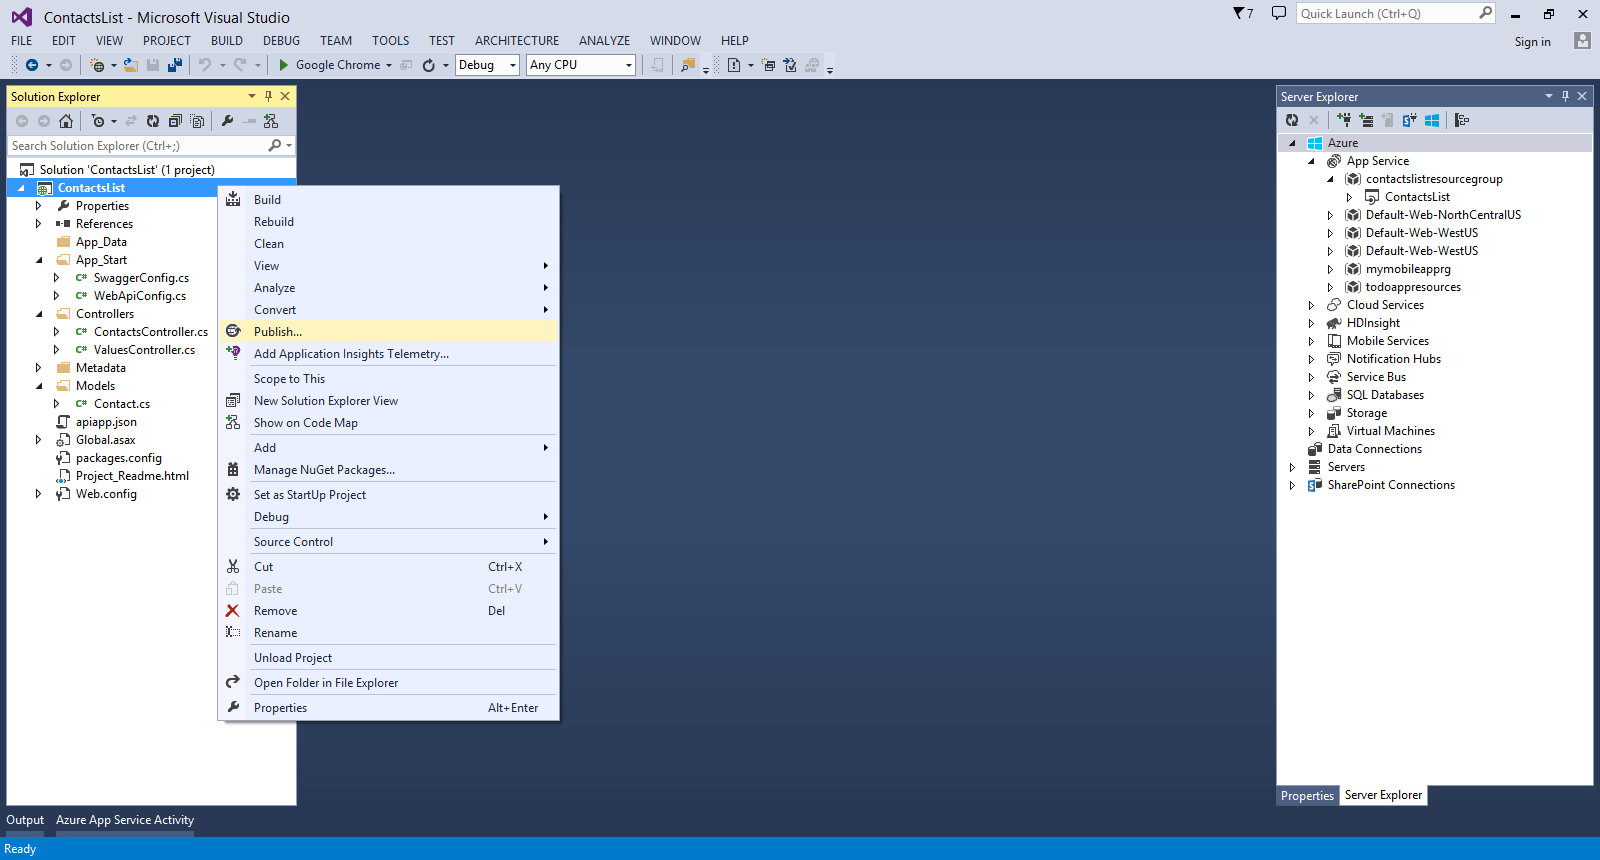 ContactsList - Microsoft Visual Studio
7
Quick Launch (Ctrl+Q)
FILE EDIT VIEW PROJECT BUILD DEBUG TEAM TOOLS TEST ARCHITECTURE ANALYZE WINDOW HELP
Sign in
Google Chrome Debug Any CPU
Solution Explorer
Search Solution Explorer (Ctrl+;)
Solution 'ContactsList' (1 project)
ContactsList
Properties
References
App_Data
App_Start
C# SwaggerConfig.cs
C# WebApiConfig.cs
Controllers
C# ContactsController.cs
C# ValuesController.cs
Metadata
Models
C# Contact.cs
apiapp.json
Global.asax
packages.config
Project_Readme.html
Web.config
Build
Rebuild
Clean
View
Analyze
Convert
Publish...
Add Application Insights Telemetry...
Scope to This
New Solution Explorer View
Show on Code Map
Add
Manage NuGet Packages...
Set as StartUp Project
Debug
Source Control
Cut Ctrl+X
Paste Ctrl+V
Remove Del
Rename
Unload Project
Open Folder in File Explorer
Properties Alt+Enter
Server Explorer
Azure
App Service
contactslistresourcegroup
ContactsList
Default-Web-NorthCentralUS
Default-Web-WestUS
Default-Web-WestUS
mymobileapprg
todoappresources
Cloud Services
HDInsight
Mobile Services
Notification Hubs
Service Bus
SQL Databases
Storage
Virtual Machines
Data Connections
Servers
SharePoint Connections
Properties Server Explorer
Output Azure App Service Activity
Ready